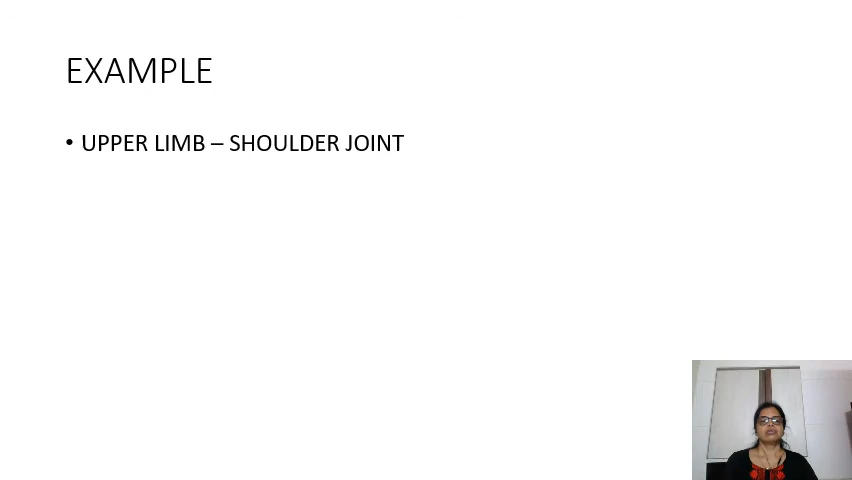 EXAMPLE
• UPPER LIMB – SHOULDER JOINT